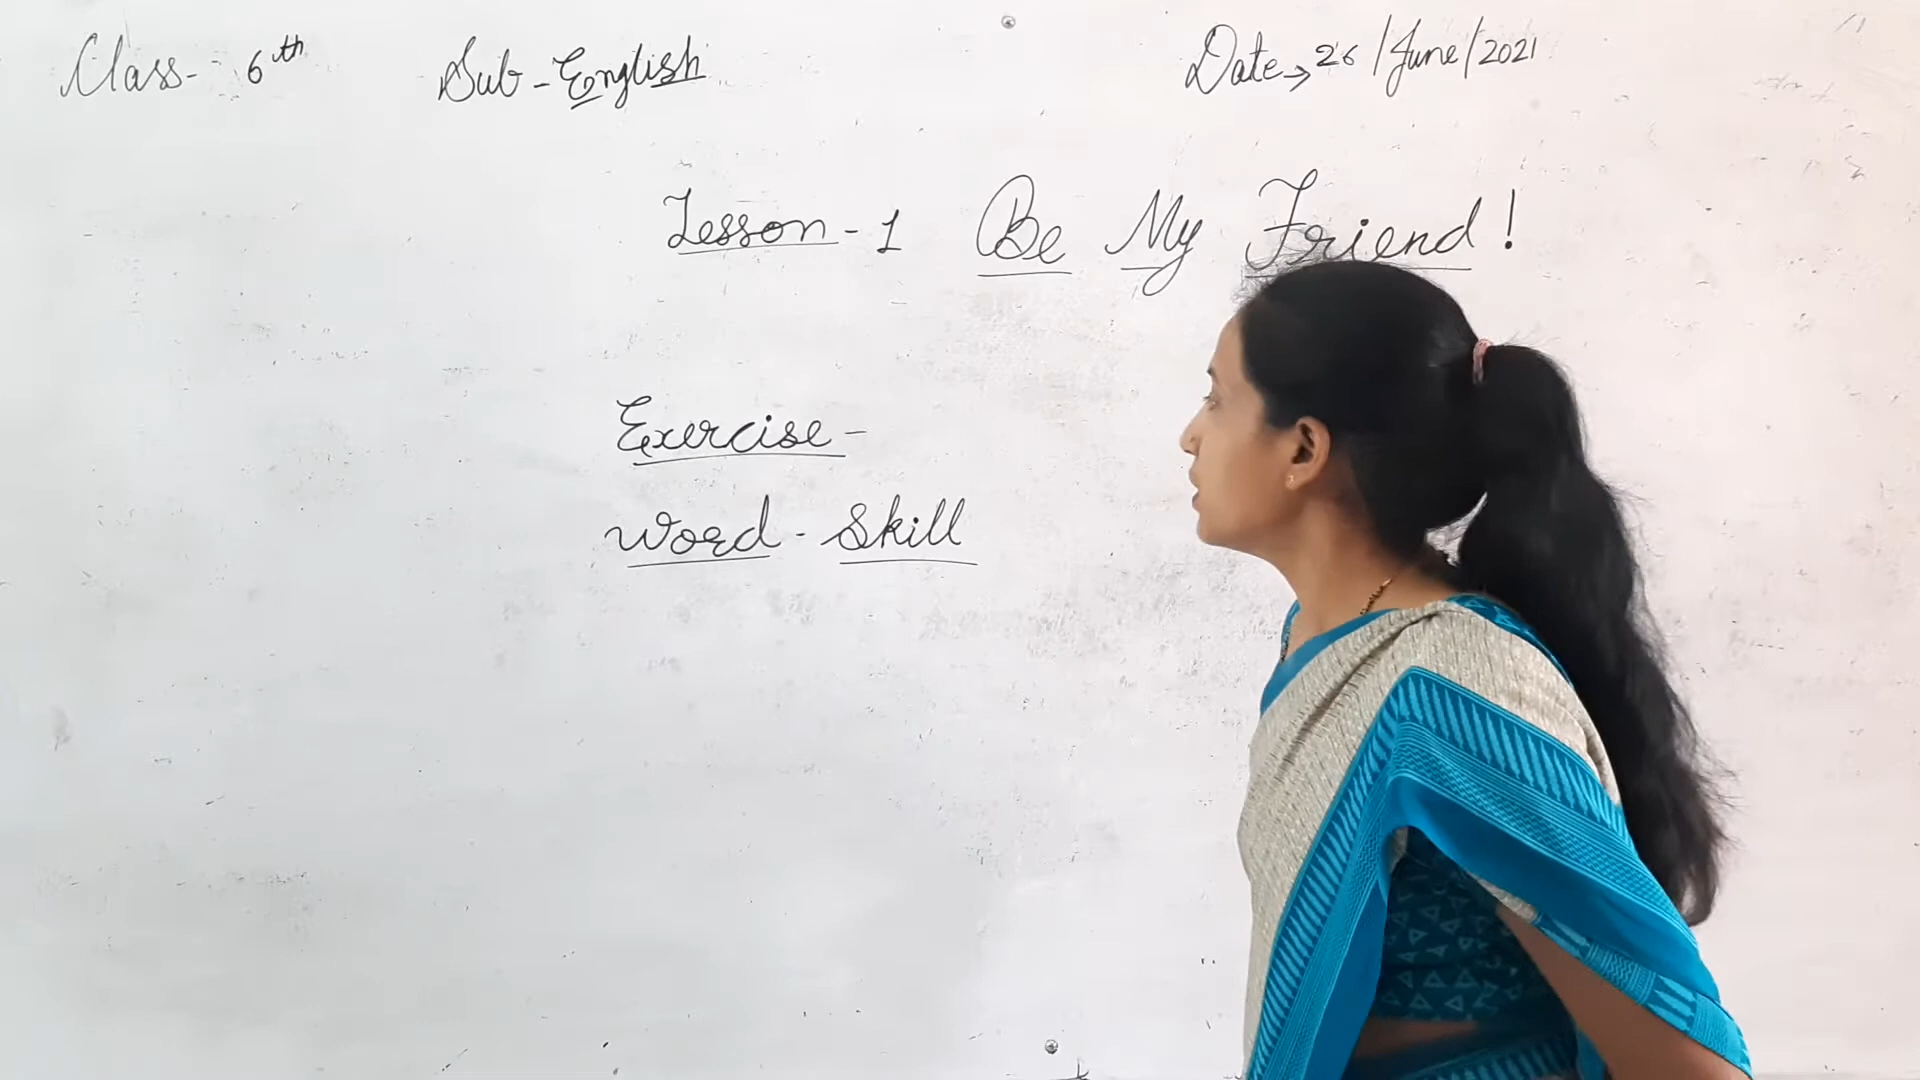 Class- 6th Sub - English Date→ 26/June/2021
Lesson - 1 Be My Friend!
Exercise -
Word - Skill